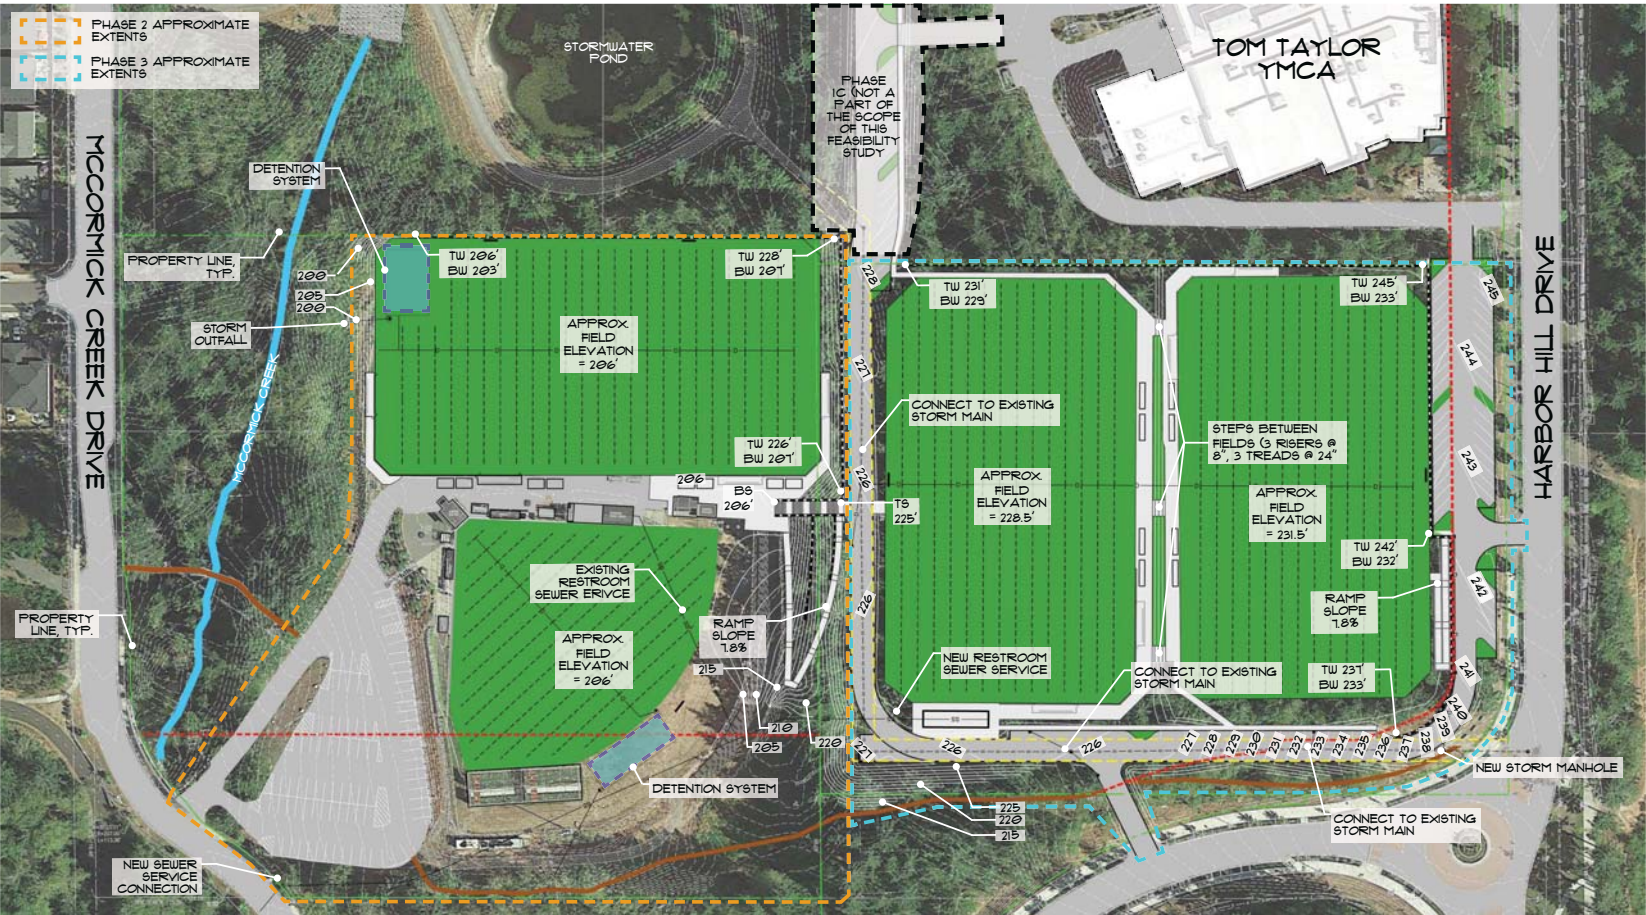 PHASE 2 APPROXIMATE
EXTENTS
PHASE 3 APPROXIMATE
EXTENTS
STORMWATER
POND
PHASE
1C (NOT A
PART OF
THE SCOPE
OF THIS
FEASIBILITY
STUDY
TOM TAYLOR
YMCA
MCCORMICK CREEK DRIVE
HARBOR HILL DRIVE
MCCORMICK CREEK
DETENTION
SYSTEM
PROPERTY LINE,
TYP.
200
205
200
STORM
OUTFALL
TW 206'
BW 203'
TW 228'
BW 207'
228
TW 231'
BW 229'
TW 245'
BW 233'
245
APPROX.
FIELD
ELEVATION
= 206'
227
244
CONNECT TO EXISTING
STORM MAIN
STEPS BETWEEN
FIELDS (3 RISERS @
8", 3 TREADS @ 24"
TW 226'
BW 207'
243
206
BS
206'
226
TS
225'
APPROX.
FIELD
ELEVATION
= 228.5'
APPROX.
FIELD
ELEVATION
= 231.5'
TW 242'
BW 232'
EXISTING
RESTROOM
SEWER ERIVCE
226
242
RAMP
SLOPE
7.8%
PROPERTY
LINE, TYP.
RAMP
SLOPE
7.8%
APPROX.
FIELD
ELEVATION
= 206'
215
NEW RESTROOM
SEWER SERVICE
CONNECT TO EXISTING
STORM MAIN
TW 237'
BW 233'
241
240
239
238
237
236
235
234
233
232
231
230
229
228
227
226
226
227
210
205
220
DETENTION SYSTEM
NEW STORM MANHOLE
225
220
215
CONNECT TO EXISTING
STORM MAIN
NEW SEWER
SERVICE
CONNECTION